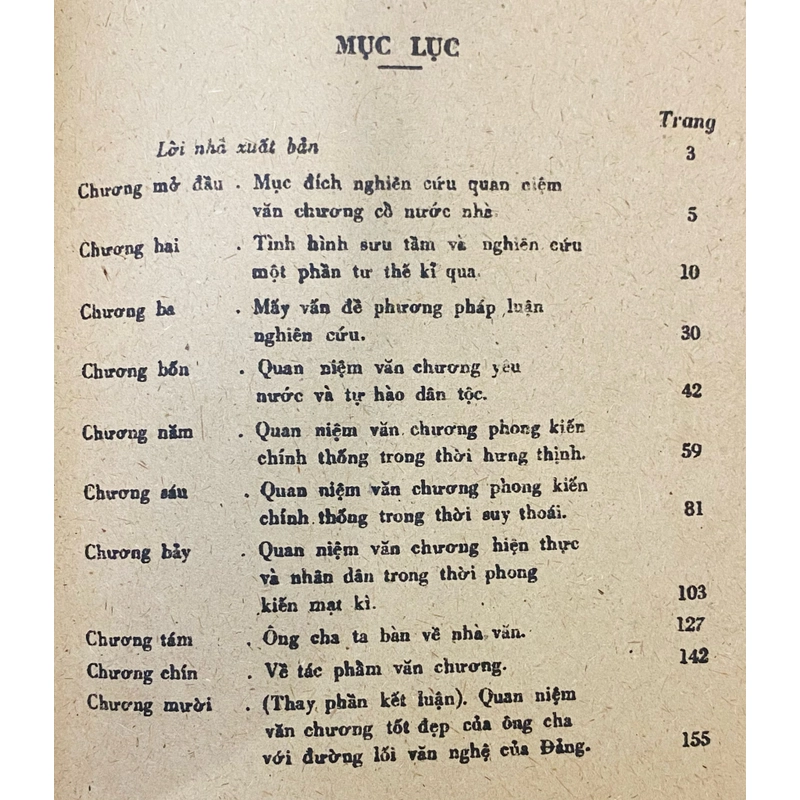 MỤC LỤC
Trang
Lời nhà xuất bản 3
Chương mở đầu . Mục đích nghiên cứu quan niệm
văn chương cổ nước nhà 5
Chương hai . Tình hình sưu tầm và nghiên cứu
một phần tư thế kỉ qua. 10
Chương ba . Mấy vấn đề phương pháp luận
nghiên cứu. 30
Chương bốn . Quan niệm văn chương yêu
nước và tự hào dân tộc. 42
Chương năm . Quan niệm văn chương phong kiến
chính thống trong thời hưng thịnh. 59
Chương sáu . Quan niệm văn chương phong kiến
chính thống trong thời suy thoái. 81
Chương bảy . Quan niệm văn chương hiện thực
và nhân dân trong thời phong
kiến mạt kì. 103
Chương tám . Ông cha ta bàn về nhà văn. 127
Chương chín . Về tác phẩm văn chương. 142
Chương mười . (Thay phần kết luận). Quan niệm
văn chương tốt đẹp của ông cha
với đường lối văn nghệ của Đảng. 155